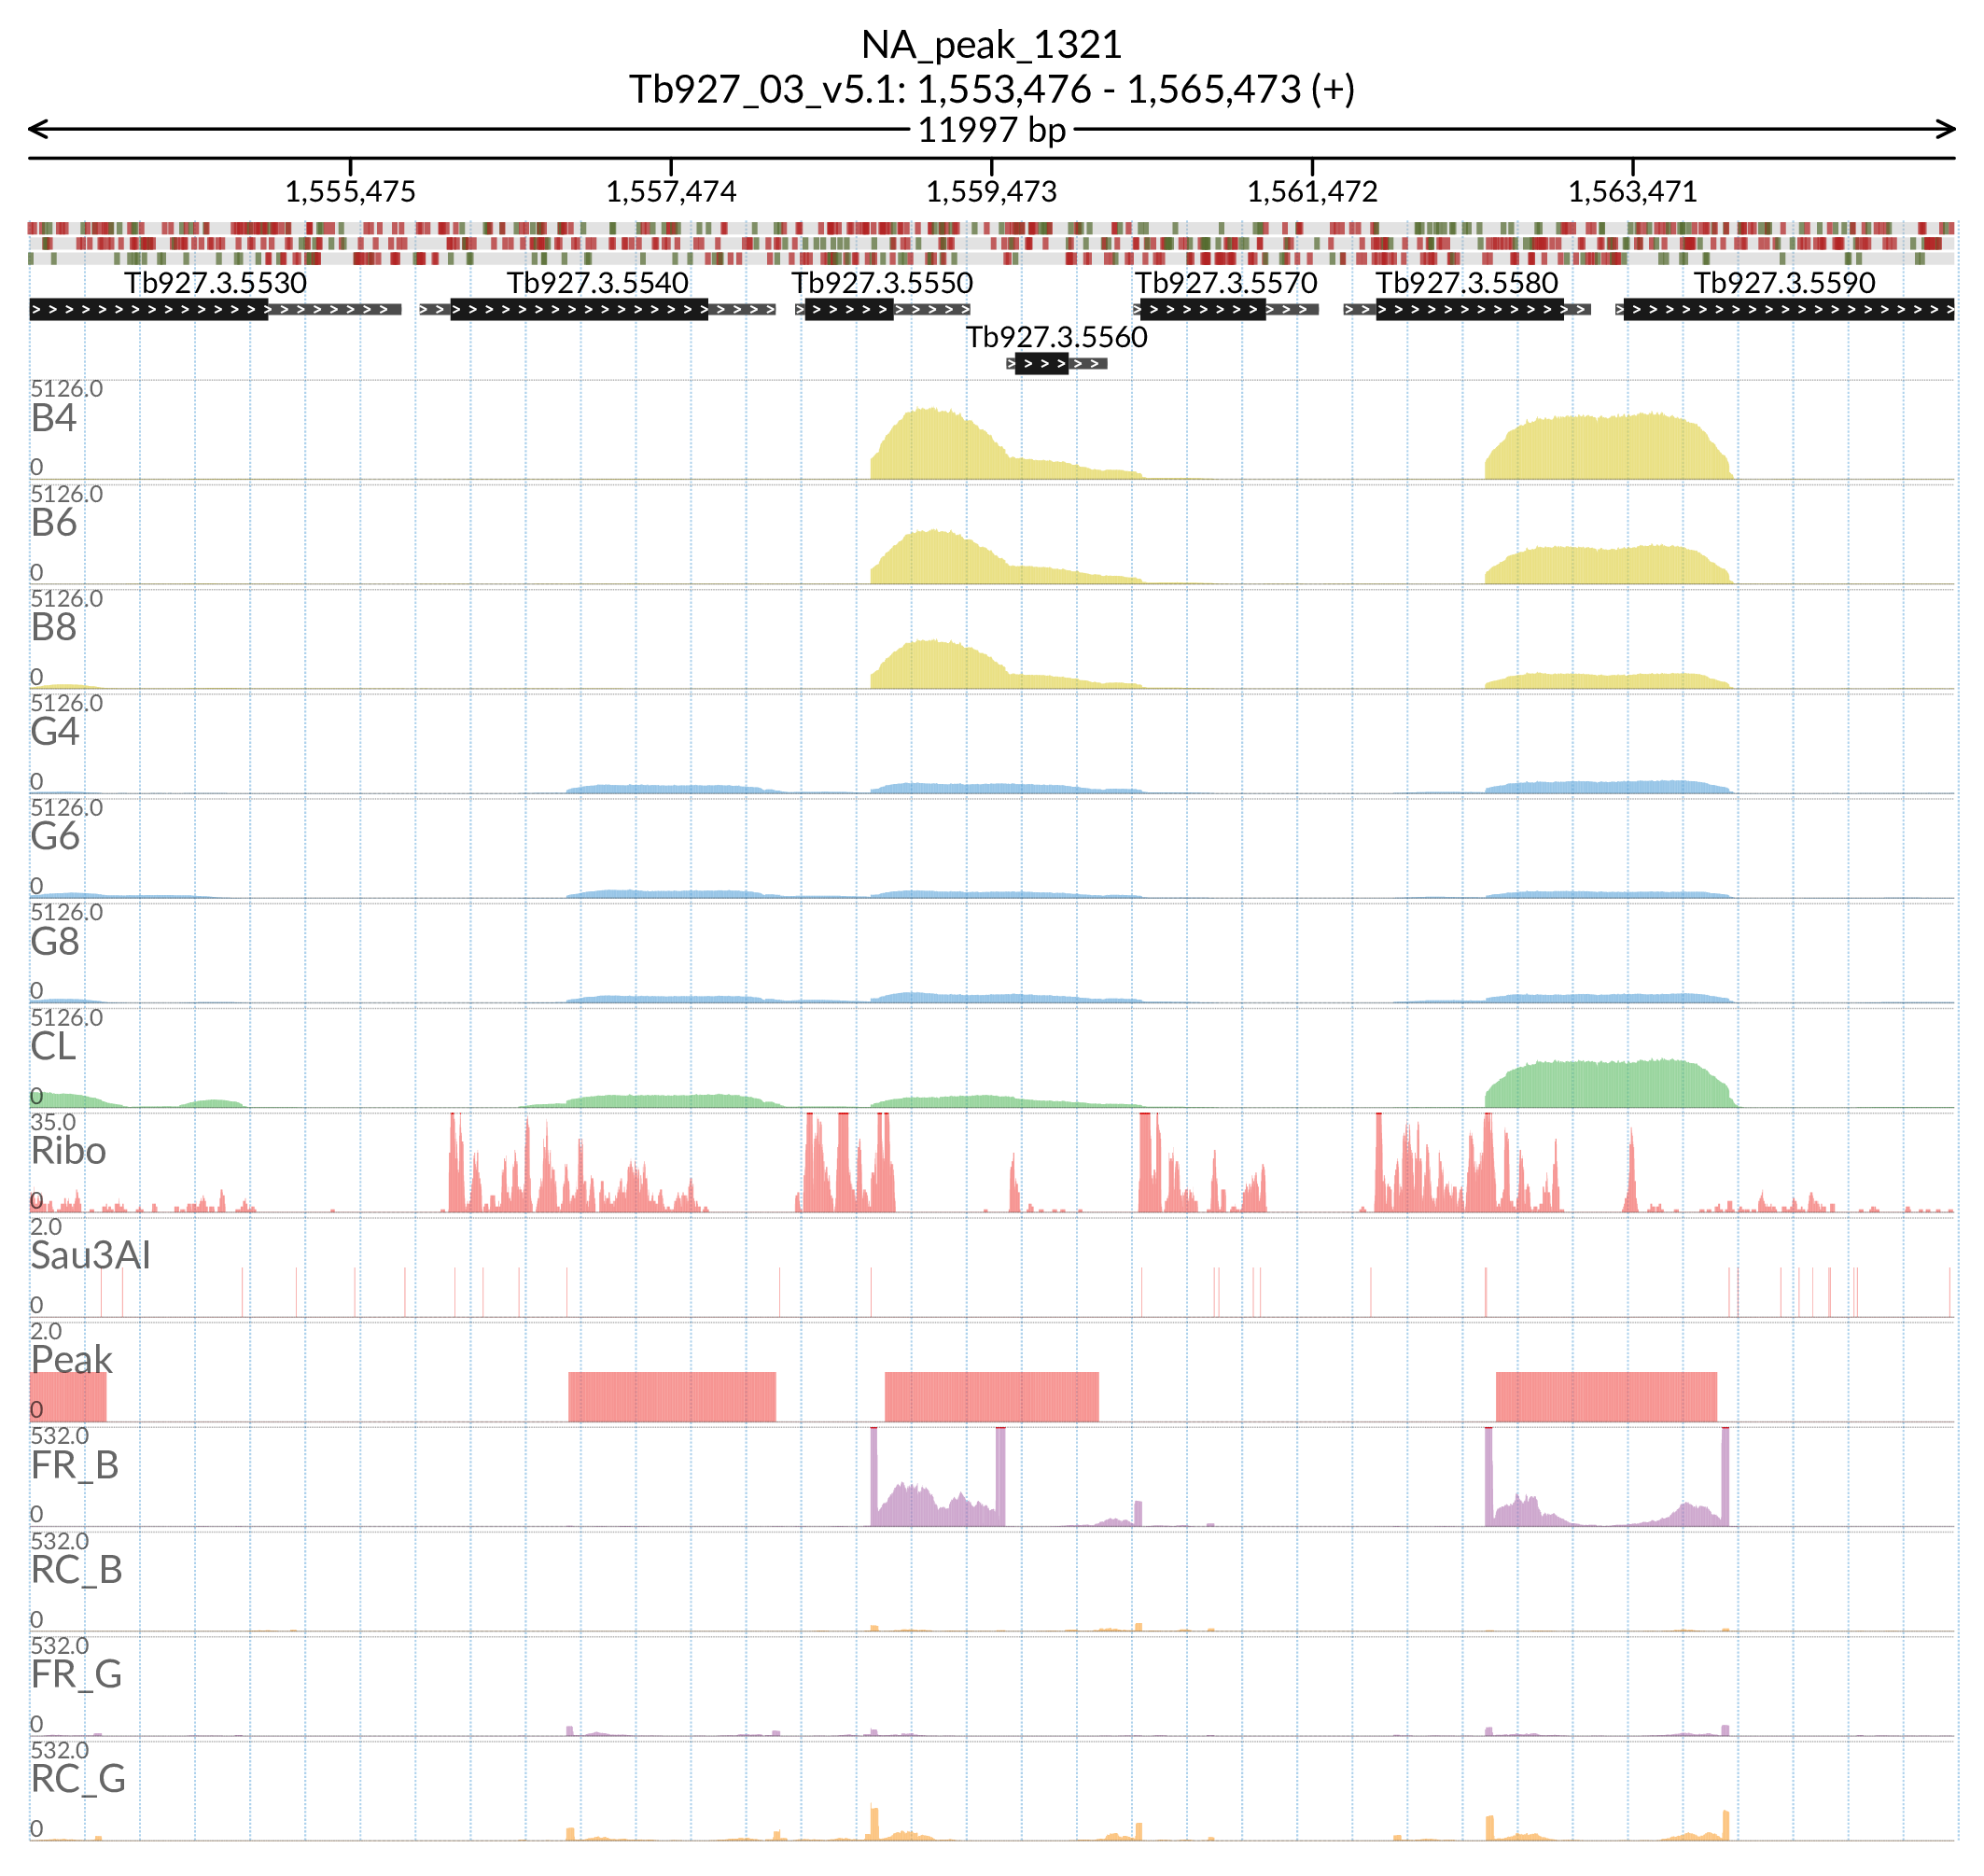 NA_peak_1321
Tb927_03_v5.1: 1,553,476 - 1,565,473 (+)
11997 bp
1,555,475 1,557,474 1,559,473 1,561,472 1,563,471
Tb927.3.5530 Tb927.3.5540 Tb927.3.5550 Tb927.3.5570 Tb927.3.5580 Tb927.3.5590
Tb927.3.5560
5126.0
B4
0
5126.0
B6
0
5126.0
B8
0
5126.0
G4
0
5126.0
G6
0
5126.0
G8
0
5126.0
CL
0
35.0
Ribo
0
2.0
Sau3AI
0
2.0
Peak
0
532.0
FR_B
0
532.0
RC_B
0
532.0
FR_G
0
532.0
RC_G
0